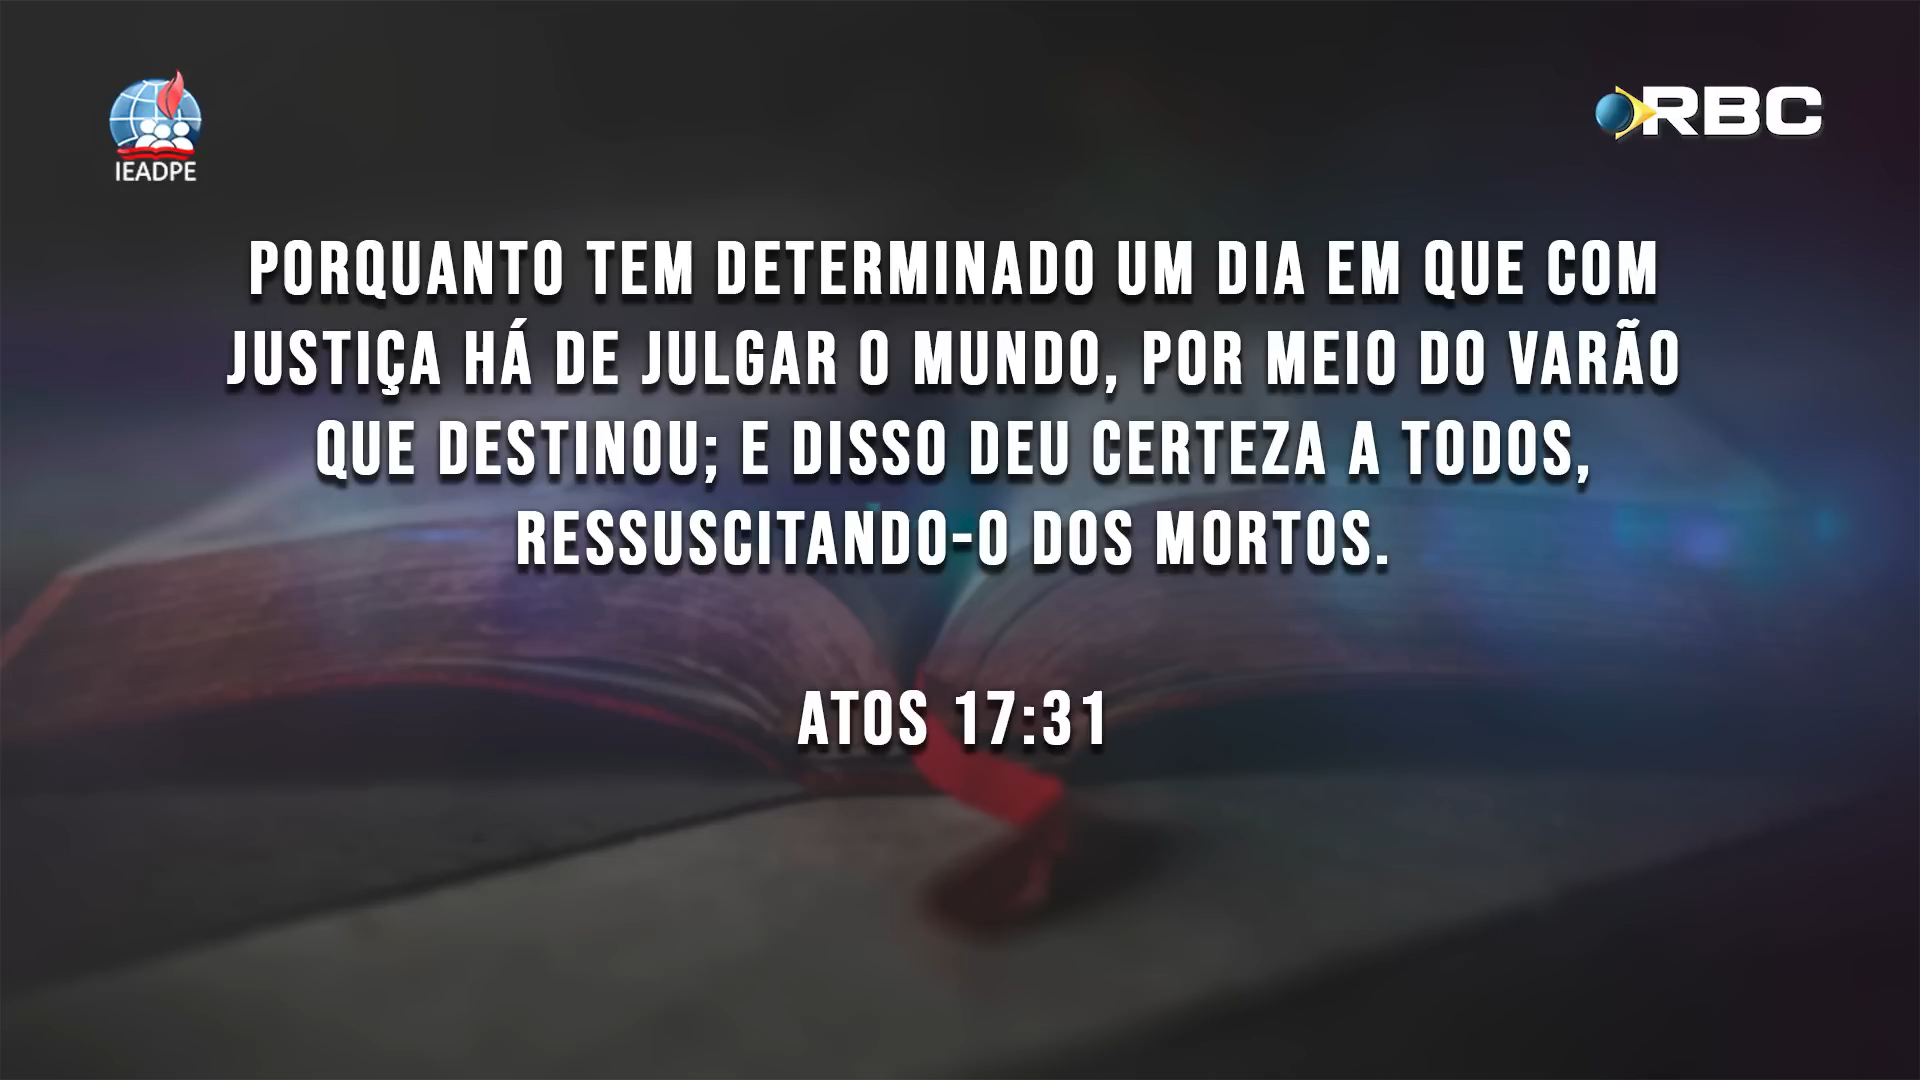 IEADPE
RBC
PORQUANTO TEM DETERMINADO UM DIA EM QUE COM
JUSTIÇA HÁ DE JULGAR O MUNDO, POR MEIO DO VARÃO
QUE DESTINOU; E DISSO DEU CERTEZA A TODOS,
RESSUSCITANDO-O DOS MORTOS.
ATOS 17:31